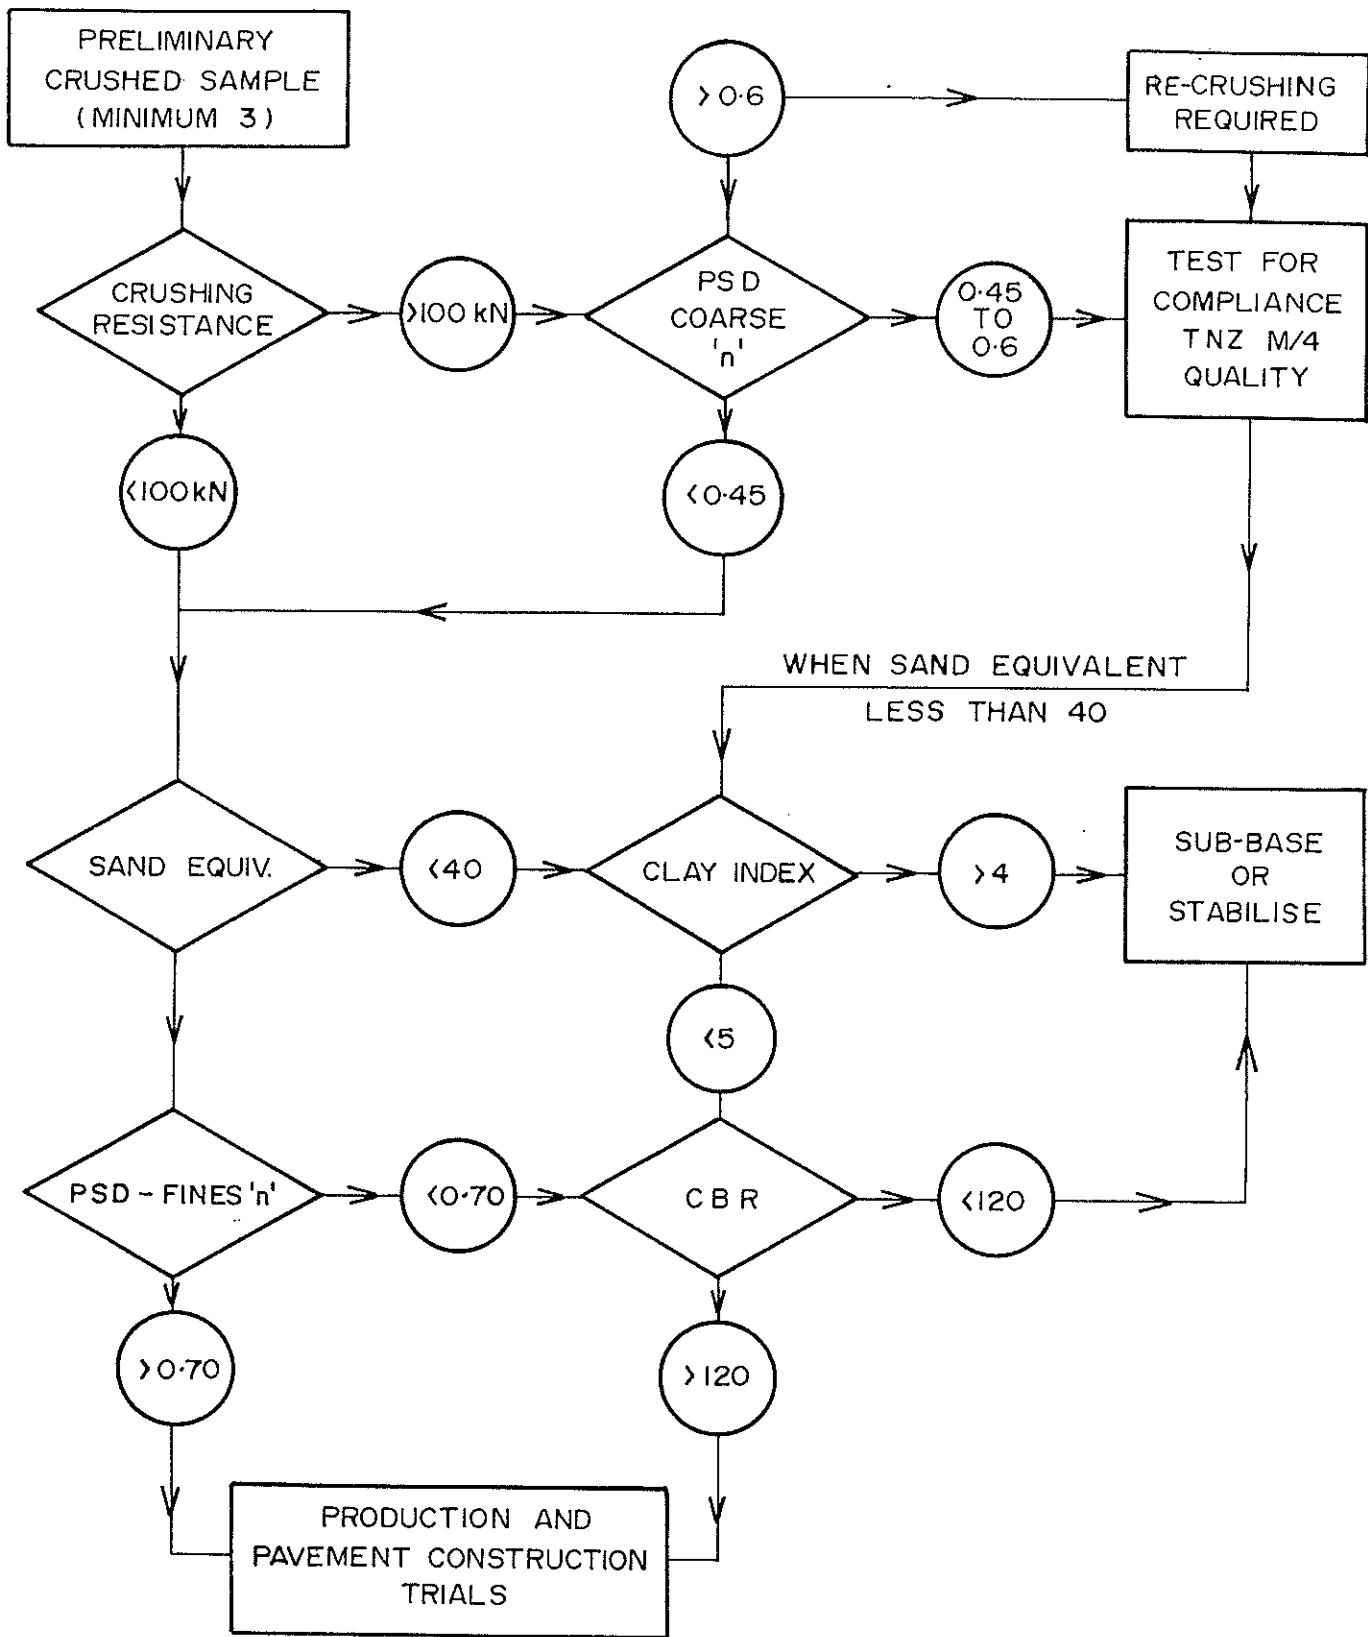 PRELIMINARY
CRUSHED SAMPLE
(MINIMUM 3)
>0·6
RE-CRUSHING
REQUIRED
CRUSHING
RESISTANCE
>100 kN
PSD
COARSE
'n'
0·45
TO
0·6
TEST FOR
COMPLIANCE
TNZ M/4
QUALITY
<100kN
<0·45
WHEN SAND EQUIVALENT
LESS THAN 40
SAND EQUIV.
<40
CLAY INDEX
>4
SUB-BASE
OR
STABILISE
<5
PSD - FINES 'n'
<0·70
CBR
<120
>0·70
>120
PRODUCTION AND
PAVEMENT CONSTRUCTION
TRIALS